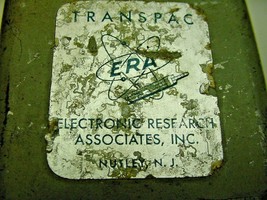 TRANSPAC
ERA
ELECTRONIC RESEARCH
ASSOCIATES, INC.
NUTLEY, N. J.